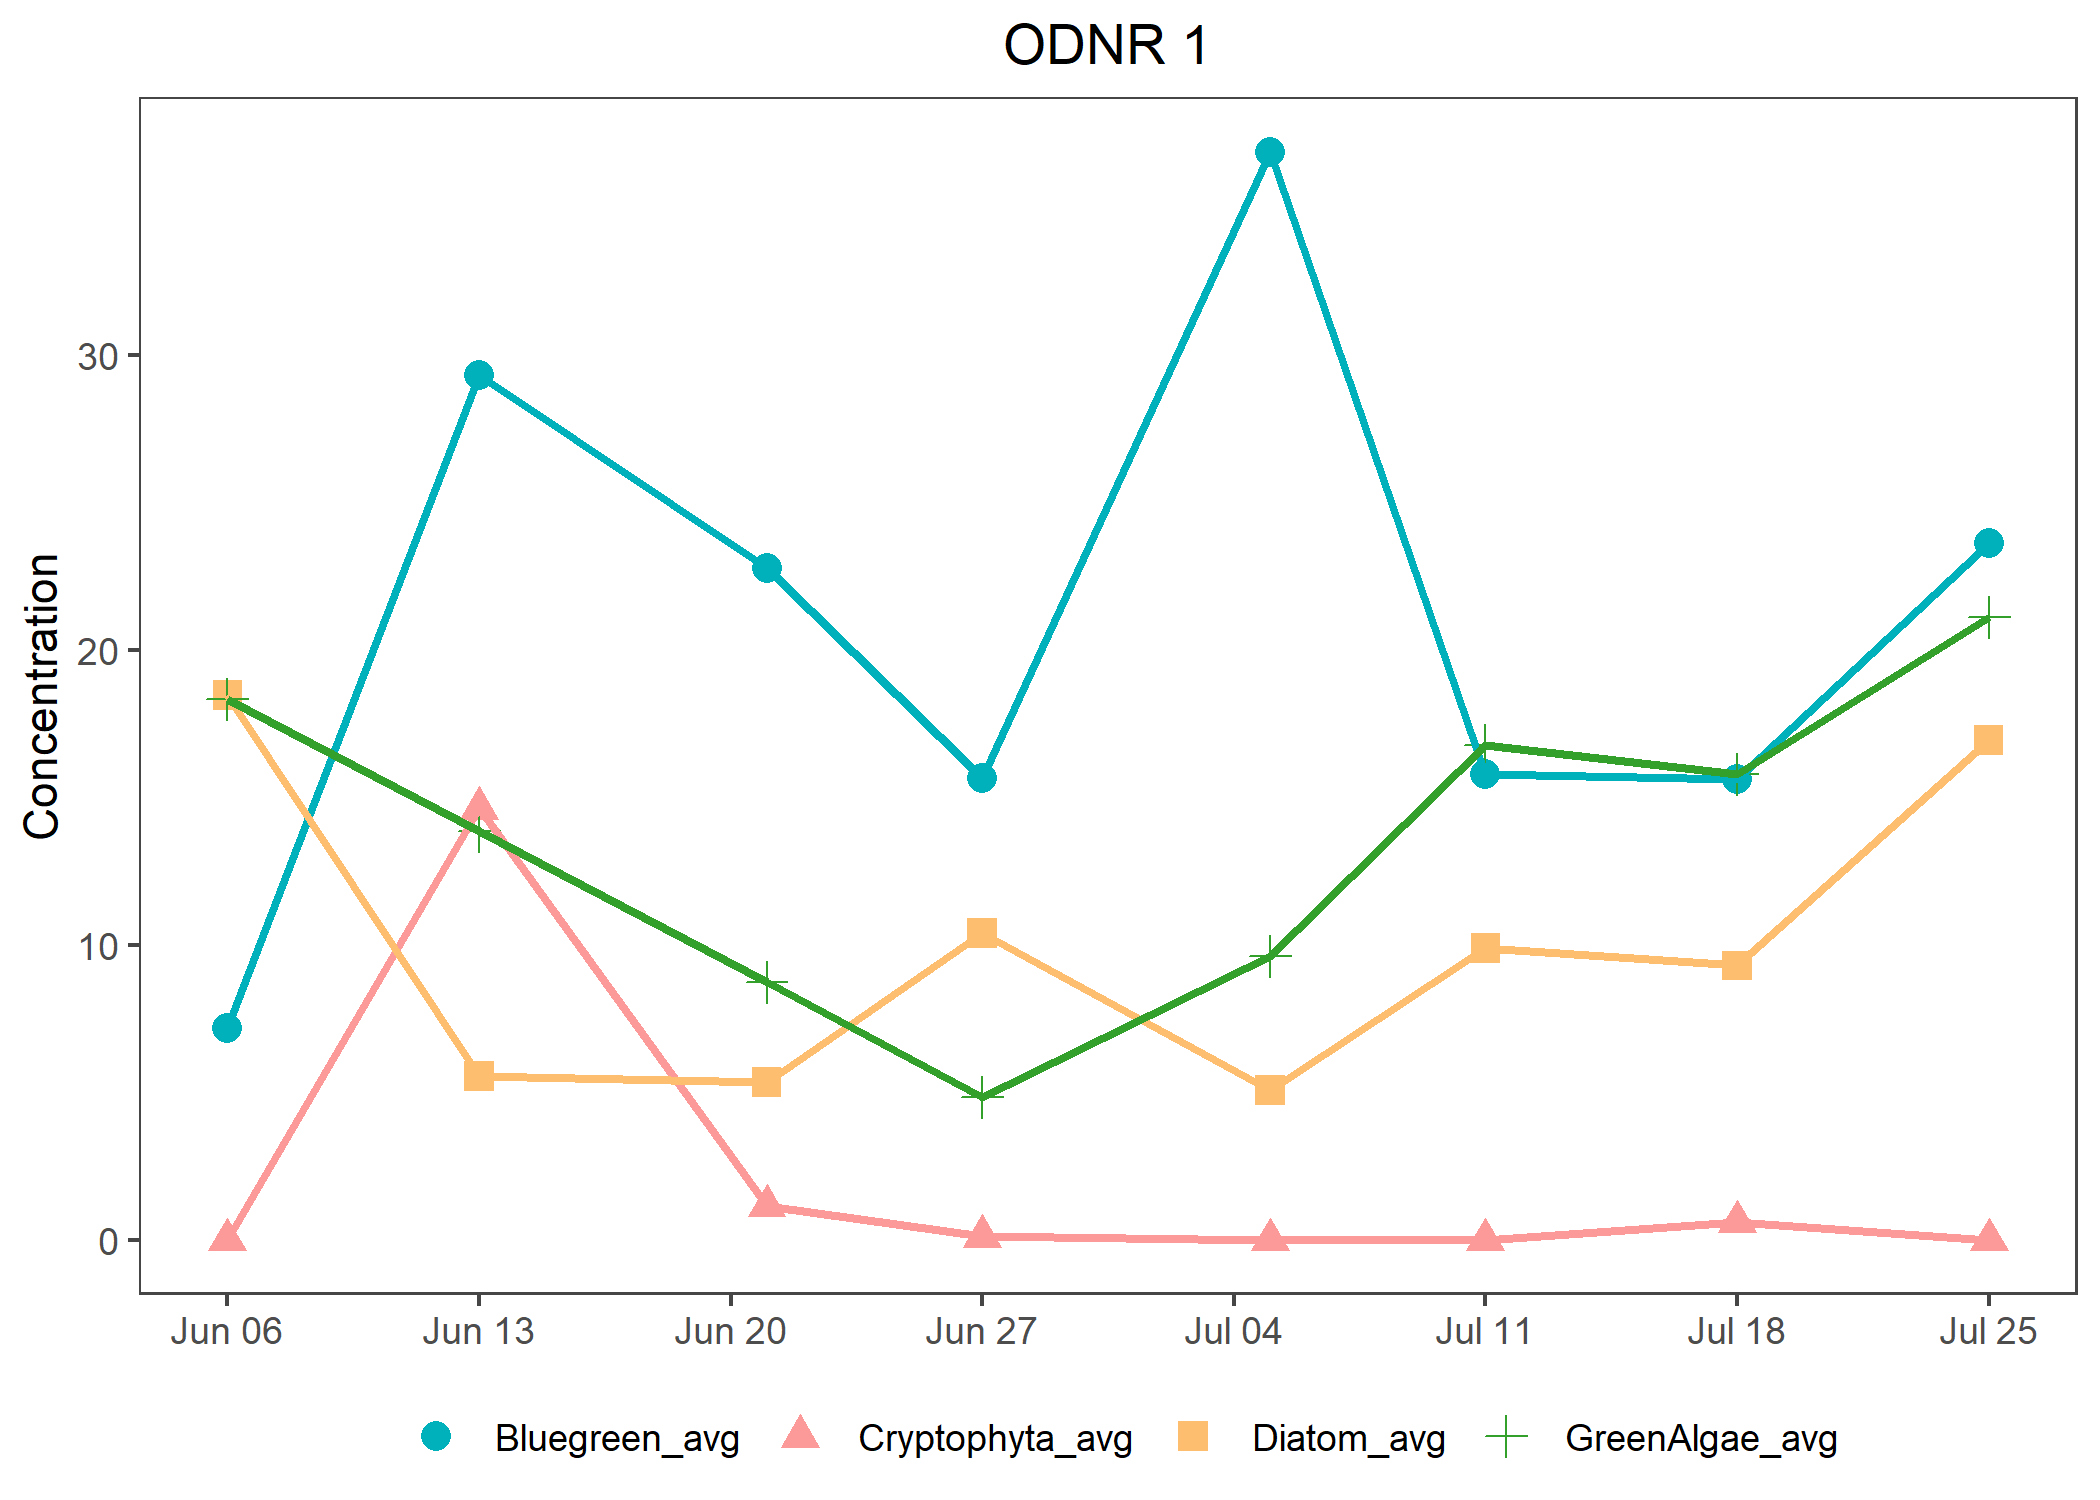 ODNR 1
Concentration
30
20
10
0
Jun 06 Jun 13 Jun 20 Jun 27 Jul 04 Jul 11 Jul 18 Jul 25
Bluegreen_avg Cryptophyta_avg Diatom_avg GreenAlgae_avg